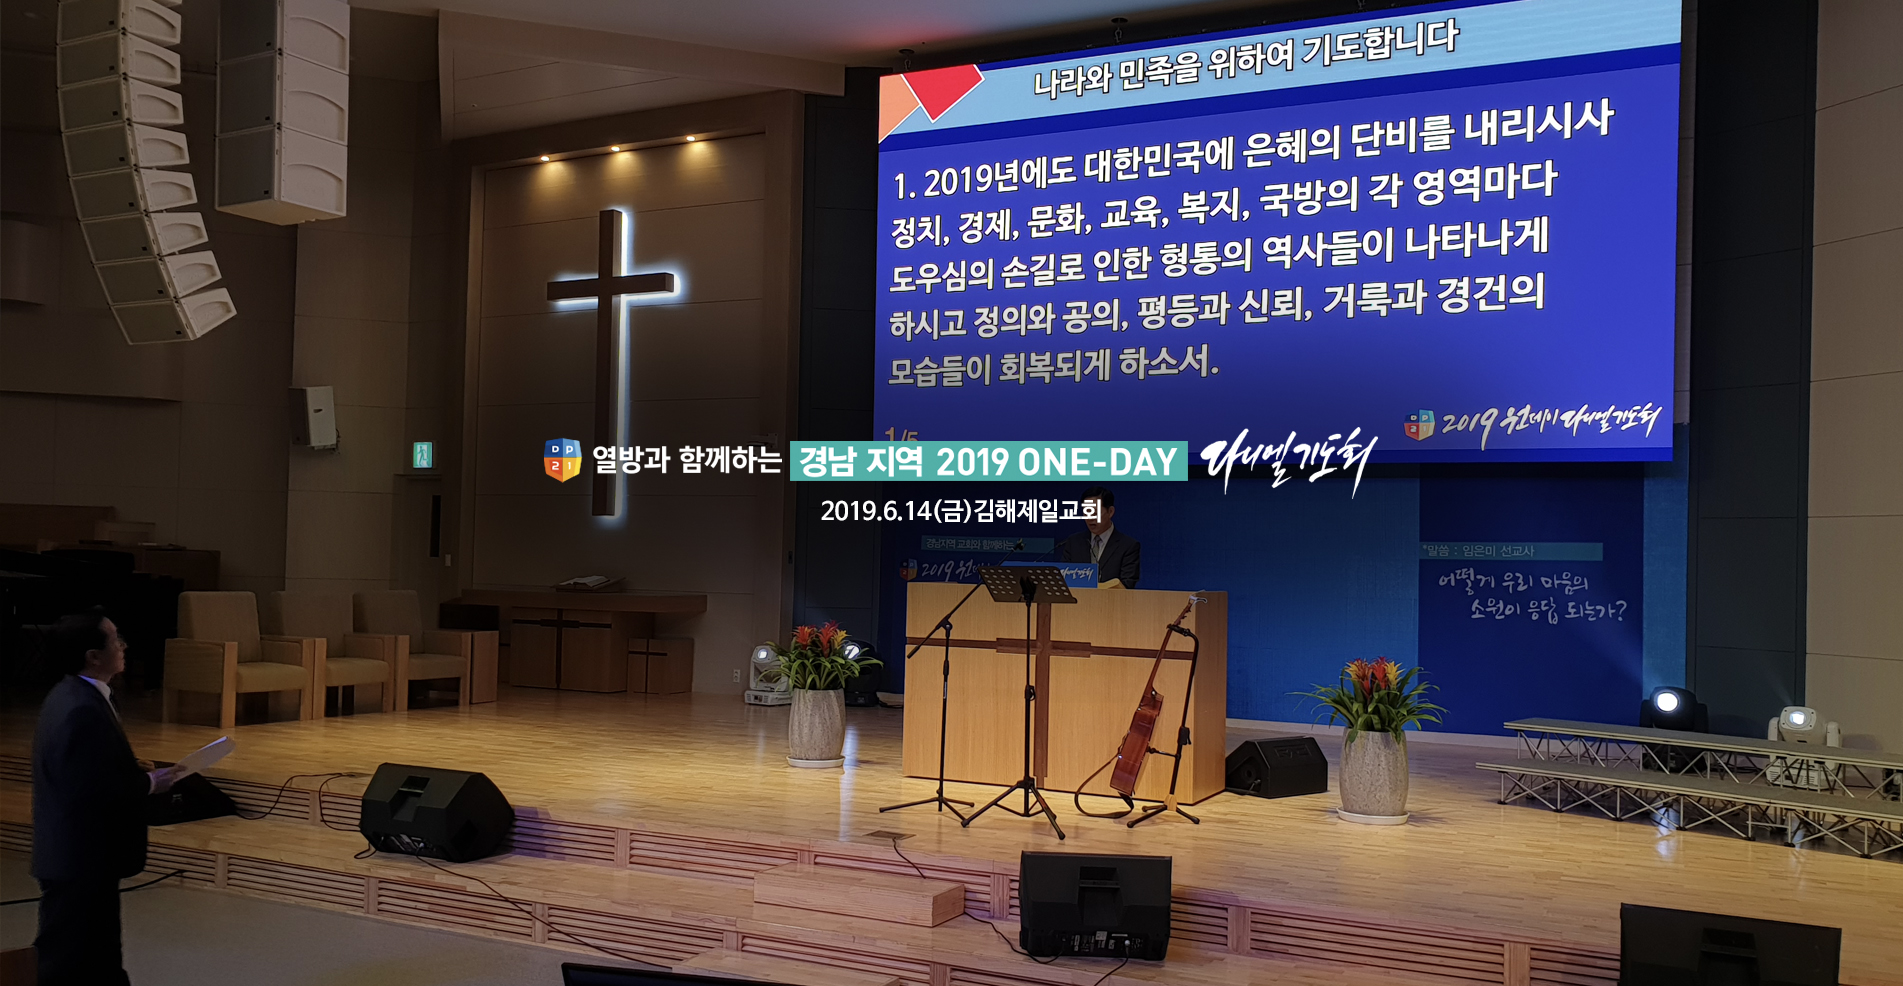 나라와 민족을 위하여 기도합니다
1. 2019년에도 대한민국에 은혜의 단비를 내리시사
정치, 경제, 문화, 교육, 복지, 국방의 각 영역마다
도우심의 손길로 인한 형통의 역사들이 나타나게
하시고 정의와 공의, 평등과 신뢰, 거룩과 경건의
모습들이 회복되게 하소서.
1/5
2019 원데이 다니엘기도회
DP21 열방과 함께하는 경남 지역 2019 ONE-DAY 다니엘기도회
2019.6.14(금)김해제일교회
경남지역 교회와 함께하는
2019 원
*말씀 : 임은미 선교사
어떻게 우리 마음의
소원이 응답 되는가?